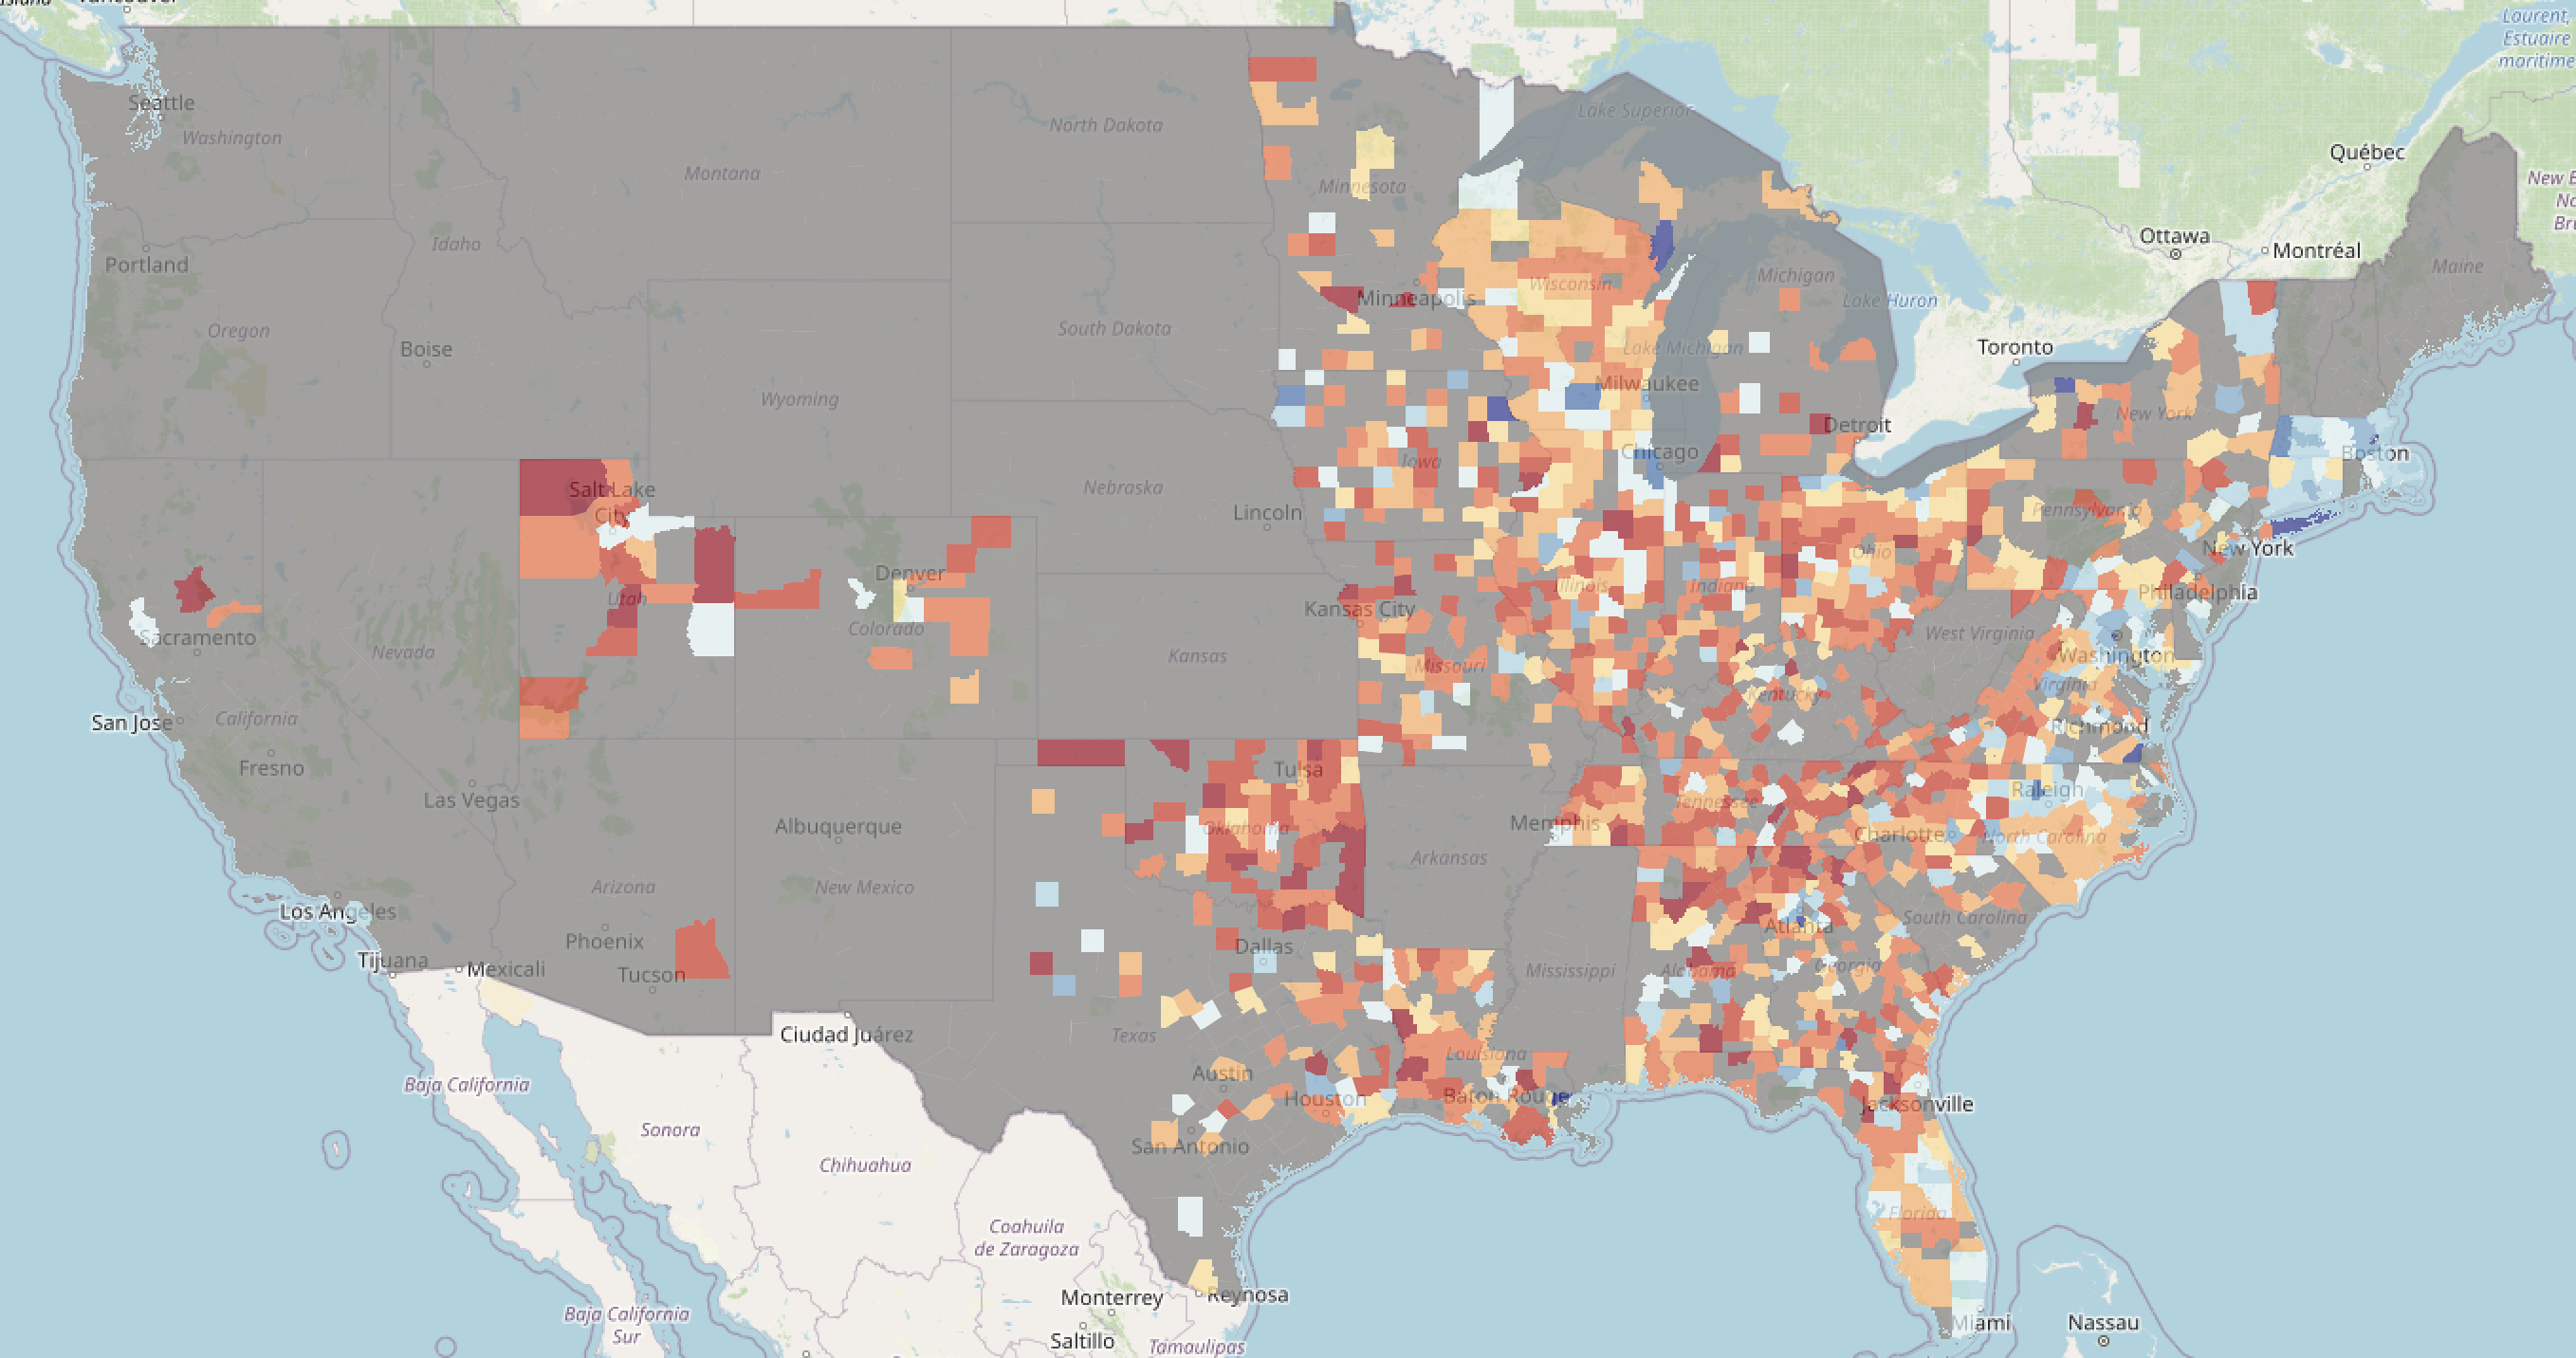 Laurent,
Estuaire
maritime
Seattle
Washington
North Dakota
Lake Superior
Montana
Québec
Minnesota
Idaho
Ottawa
Montréal
Portland
Maine
Michigan
Wisconsin
Minneapolis
Lake Huron
Oregon
South Dakota
Toronto
Lake Michigan
Boise
Milwaukee
Wyoming
New York
Detroit
Chicago
Boston
Iowa
Salt Lake
City
Nebraska
Lincoln
Pennsylvania
New York
Ohio
Denver
Illinois
Indiana
Philadelphia
Utah
Kansas City
Sacramento
Colorado
West Virginia
Nevada
Kansas
Washington
Missouri
Virginia
Kentucky
San Jose
California
Richmond
Fresno
Tulsa
Raleigh
Las Vegas
Tennessee
Albuquerque
Oklahoma
Memphis
Charlotte
North Carolina
Arkansas
Arizona
New Mexico
Los Angeles
South Carolina
Atlanta
Phoenix
Dallas
Tijuana
Mexicali
Tucson
Mississippi
Alabama
Georgia
Ciudad Juárez
Texas
Louisiana
Baja California
Austin
Houston
Baton Rouge
Jacksonville
Sonora
San Antonio
Chihuahua
Florida
Coahuila
de Zaragoza
Monterrey
Reynosa
Baja California
Sur
Miami
Nassau
Saltillo
Tamaulipas